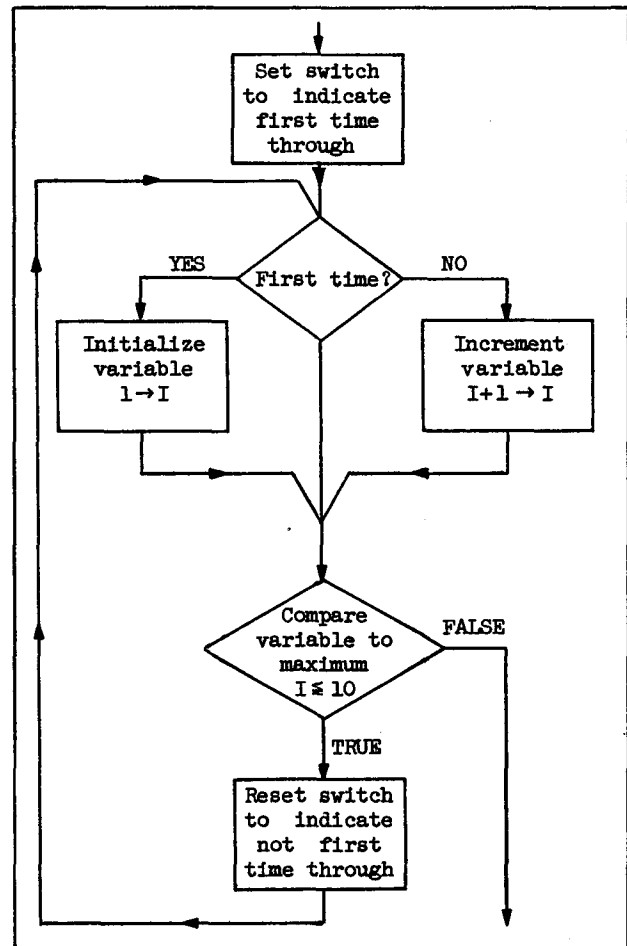 Set switch
to indicate
first time
through
First time?
YES
NO
Initialize
variable
1→I
Increment
variable
I+1→I
Compare
variable to
maximum
I≦10
FALSE
TRUE
Reset switch
to indicate
not first
time through